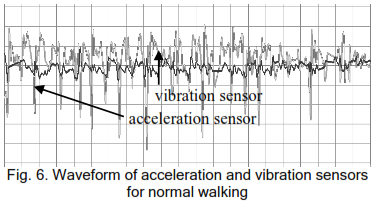 vibration sensor
acceleration sensor
Fig. 6. Waveform of acceleration and vibration sensors
for normal walking